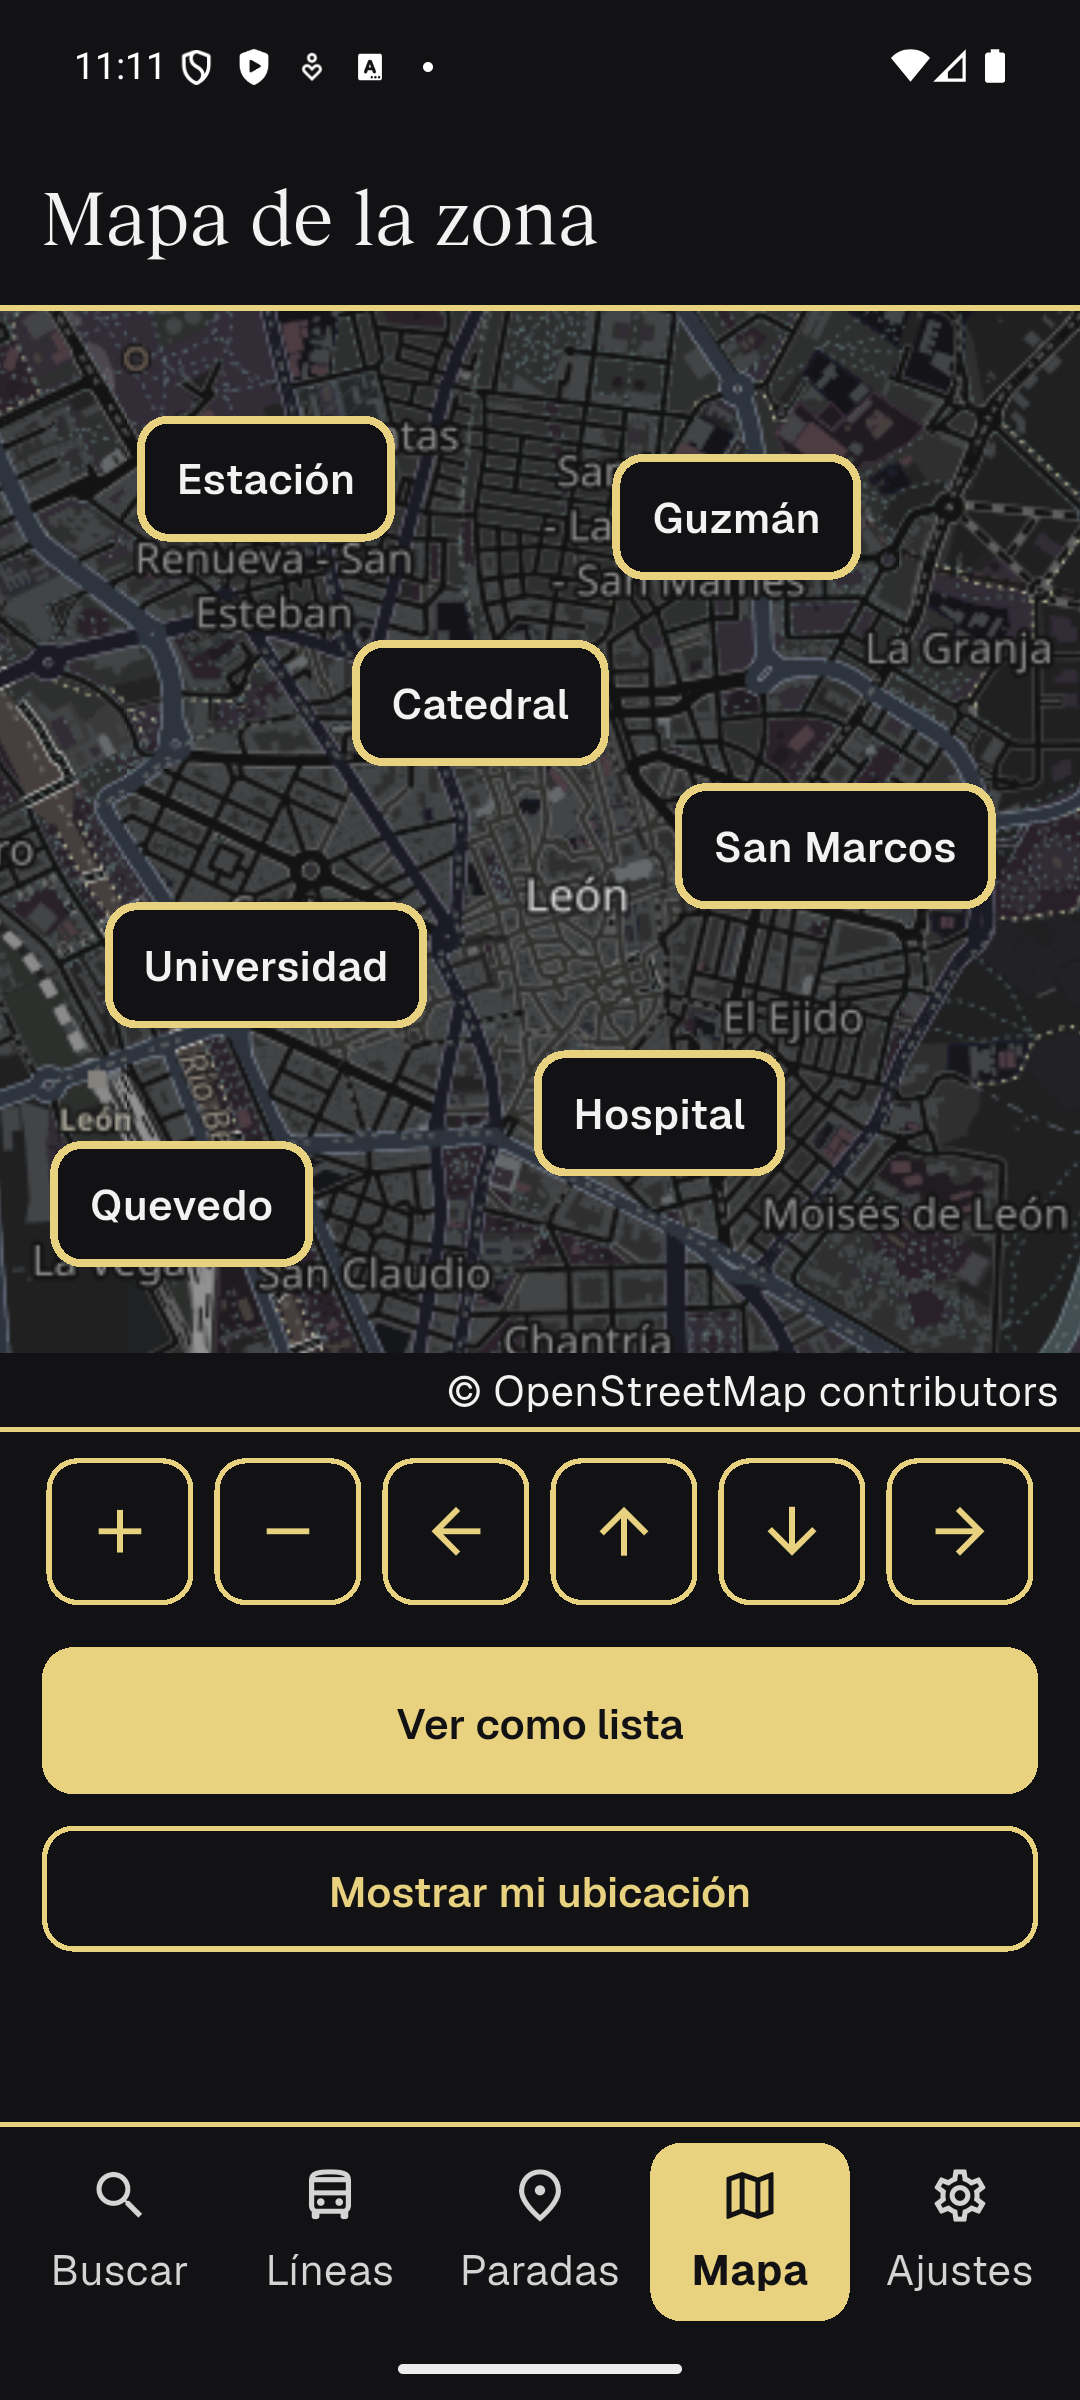 11:11
Mapa de la zona
Estación
Guzmán
Renueva - San
Esteban
La Granja
Catedral
San Marcos
León
Universidad
El Ejido
Hospital
León
Quevedo
Moisés de León
San Claudio
Chantría
© OpenStreetMap contributors
Ver como lista
Mostrar mi ubicación
Buscar
Líneas
Paradas
Mapa
Ajustes